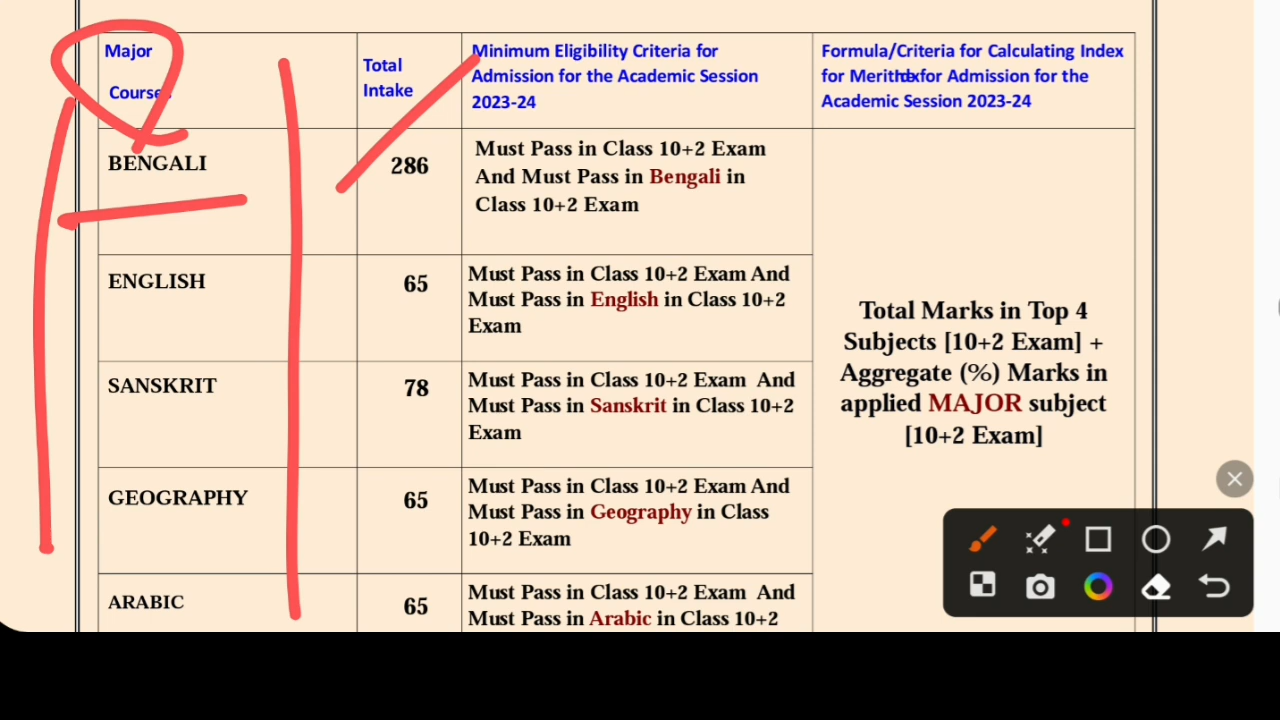 Major
Courses
Total
Intake
Minimum Eligibility Criteria for
Admission for the Academic Session
2023-24
Formula/Criteria for Calculating Index
for Merit for Admission for the
Academic Session 2023-24
BENGALI
286
Must Pass in Class 10+2 Exam
And Must Pass in Bengali in
Class 10+2 Exam
ENGLISH
65
Must Pass in Class 10+2 Exam And
Must Pass in English in Class 10+2
Exam
SANSKRIT
78
Must Pass in Class 10+2 Exam And
Must Pass in Sanskrit in Class 10+2
Exam
GEOGRAPHY
65
Must Pass in Class 10+2 Exam And
Must Pass in Geography in Class
10+2 Exam
ARABIC
65
Must Pass in Class 10+2 Exam And
Must Pass in Arabic in Class 10+2
Total Marks in Top 4
Subjects [10+2 Exam] +
Aggregate (%) Marks in
applied MAJOR subject
[10+2 Exam]